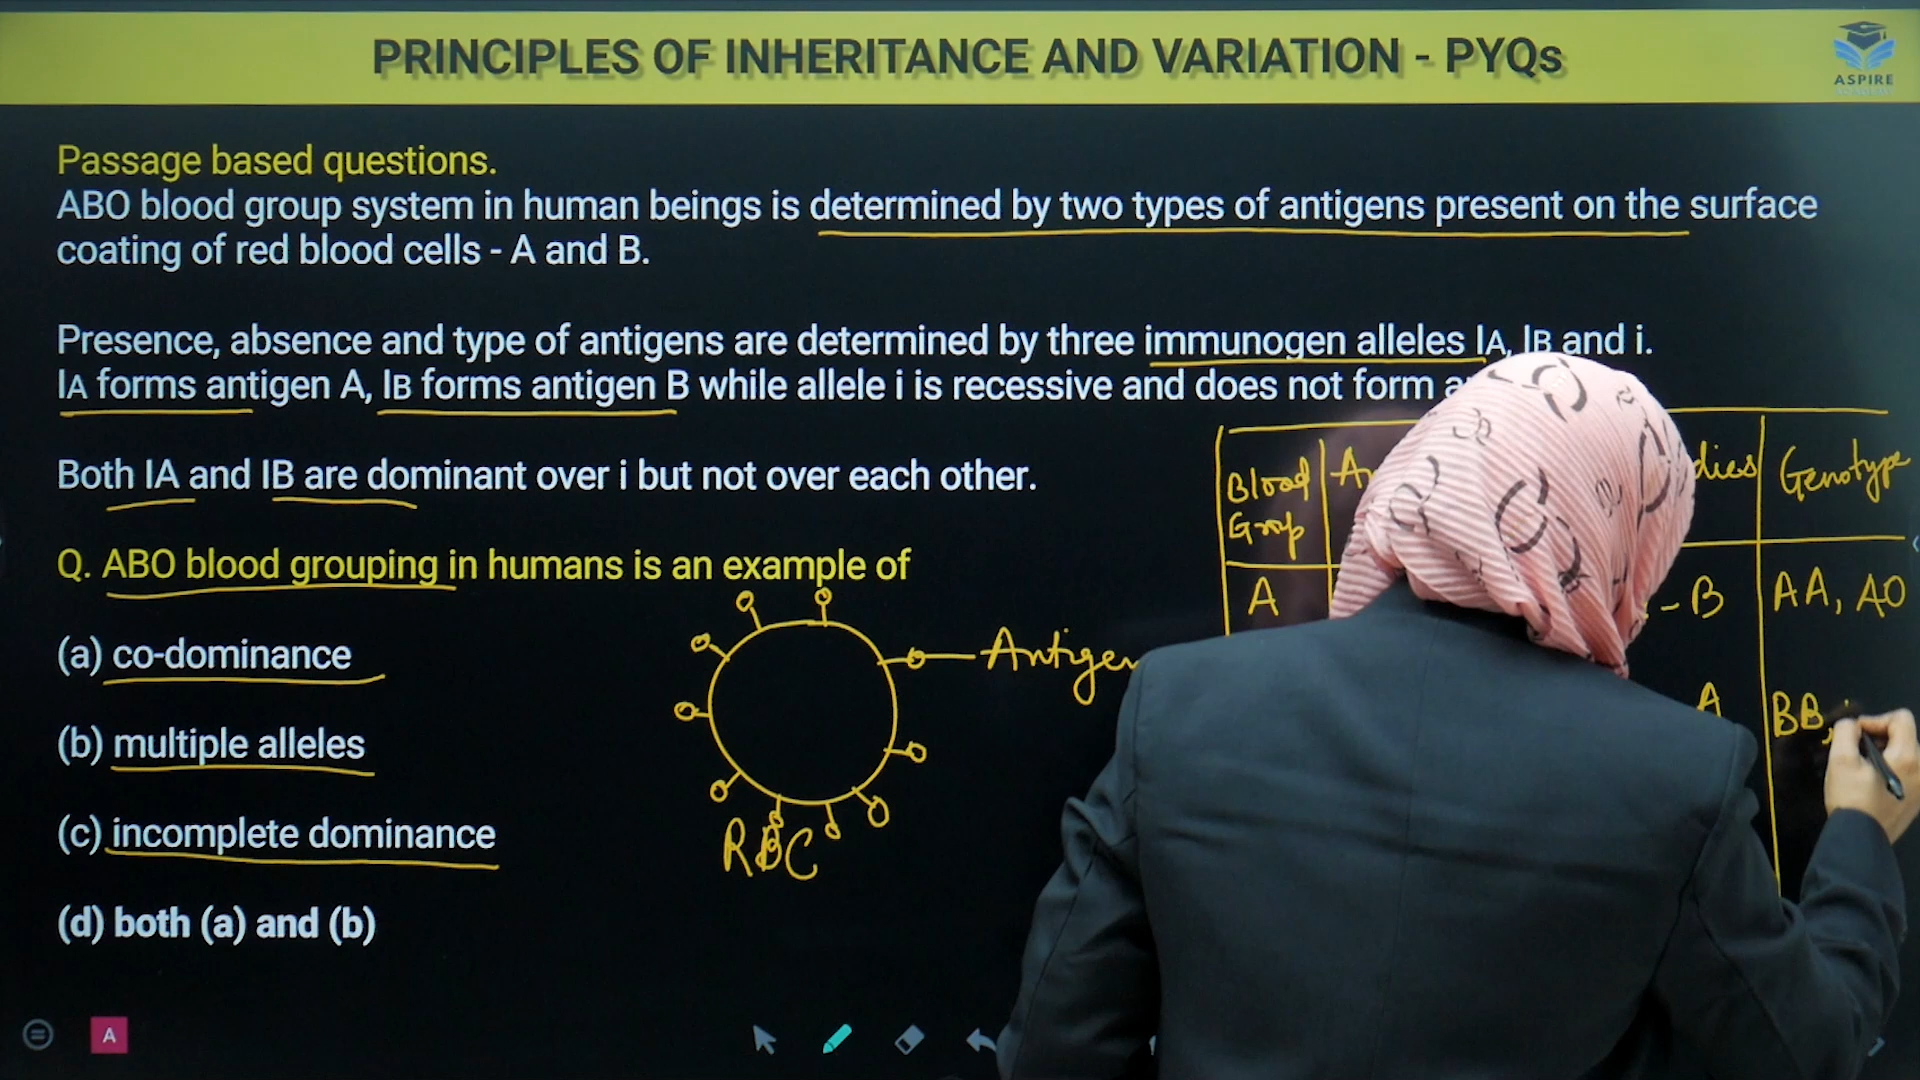 PRINCIPLES OF INHERITANCE AND VARIATION - PYQs
ASPIRE
ACADEMY
Passage based questions.
ABO blood group system in human beings is determined by two types of antigens present on the surface
coating of red blood cells - A and B.
Presence, absence and type of antigens are determined by three immunogen alleles IA, IB and i.
IA forms antigen A, IB forms antigen B while allele i is recessive and does not form
Both IA and IB are dominant over i but not over each other.
Q. ABO blood grouping in humans is an example of
(a) co-dominance
(b) multiple alleles
(c) incomplete dominance
(d) both (a) and (b)
RBC
Antigen
Blood
Group
Genotype
A
- B
AA, AO
A
BB,
A